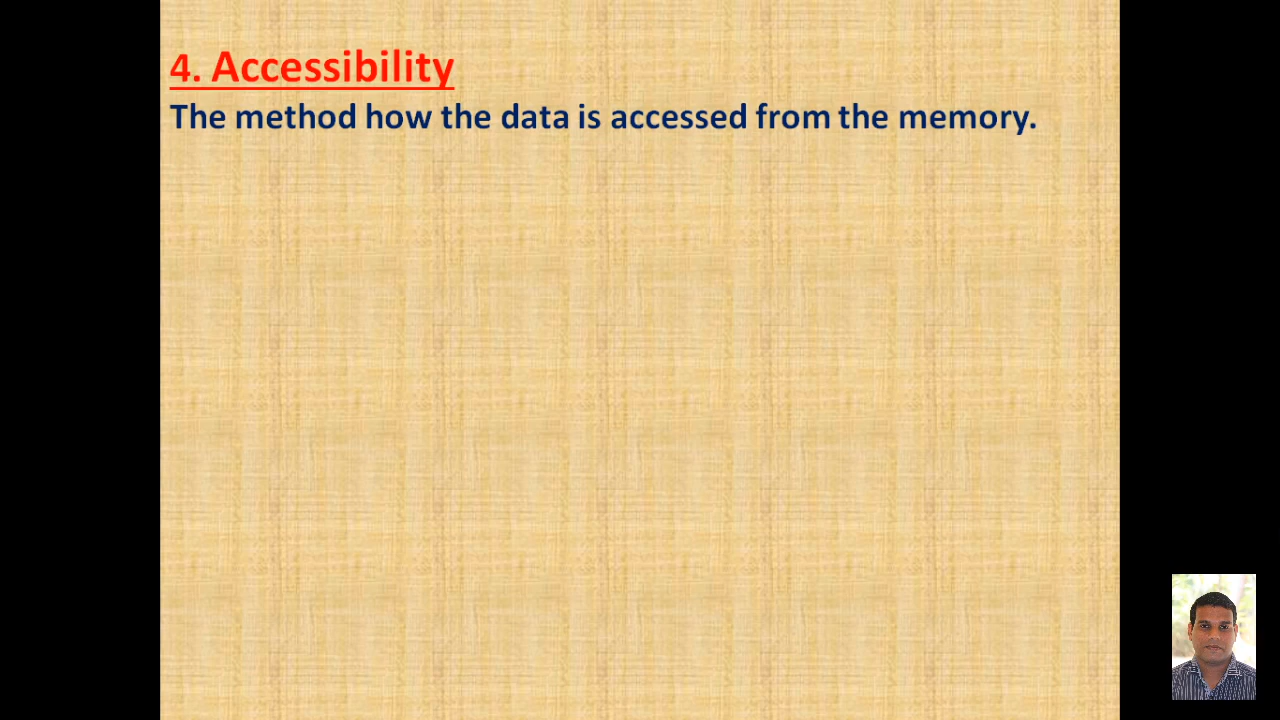 4. Accessibility
The method how the data is accessed from the memory.